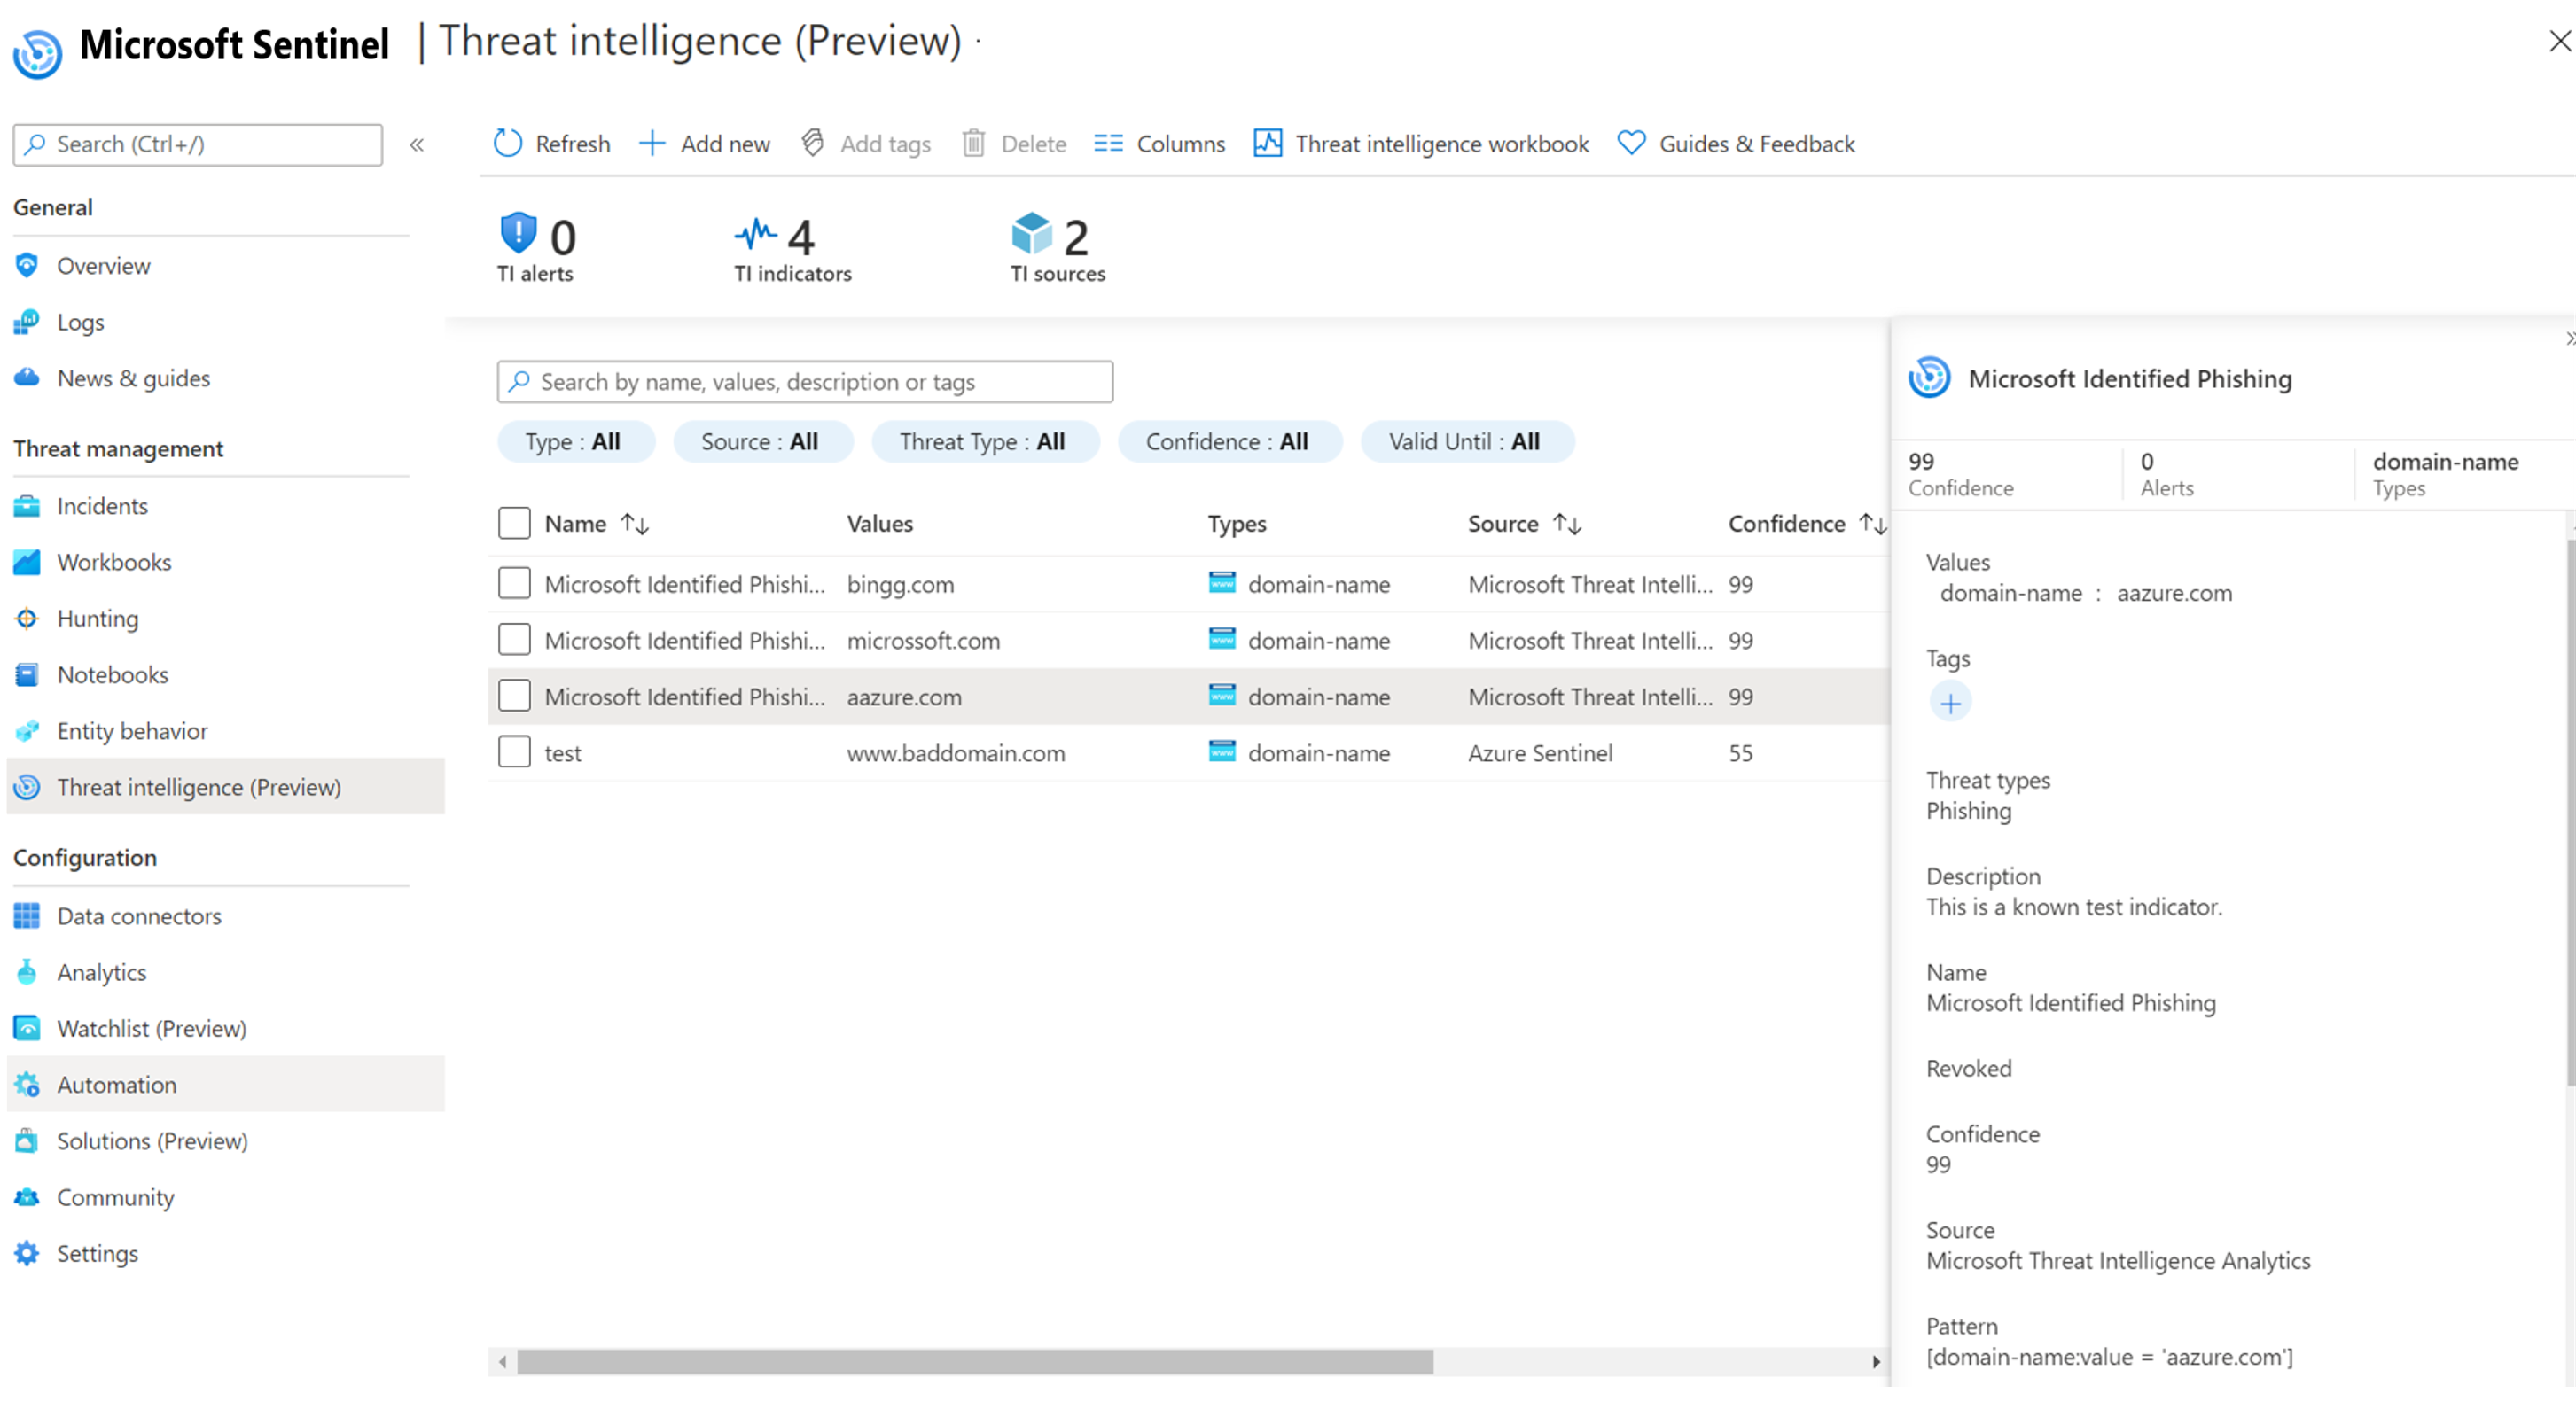 Microsoft Sentinel | Threat intelligence (Preview)
Search (Ctrl+/) «
General
Overview
Logs
News & guides
Threat management
Incidents
Workbooks
Hunting
Notebooks
Entity behavior
Threat intelligence (Preview)
Configuration
Data connectors
Analytics
Watchlist (Preview)
Automation
Solutions (Preview)
Community
Settings
Refresh Add new Add tags Delete Columns Threat intelligence workbook Guides & Feedback
0 4 2
TI alerts TI indicators TI sources
Search by name, values, description or tags
Type : All Source : All Threat Type : All Confidence : All Valid Until : All
Name ↑↓ Values Types Source ↑↓ Confidence ↑↓
Microsoft Identified Phishi... bingg.com www domain-name Microsoft Threat Intelli... 99
Microsoft Identified Phishi... microssoft.com www domain-name Microsoft Threat Intelli... 99
Microsoft Identified Phishi... aazure.com www domain-name Microsoft Threat Intelli... 99
test www.baddomain.com www domain-name Azure Sentinel 55
»
Microsoft Identified Phishing
99 0 domain-name
Confidence Alerts Types
Values
domain-name : aazure.com
Tags
+
Threat types
Phishing
Description
This is a known test indicator.
Name
Microsoft Identified Phishing
Revoked
Confidence
99
Source
Microsoft Threat Intelligence Analytics
Pattern
[domain-name:value = 'aazure.com']